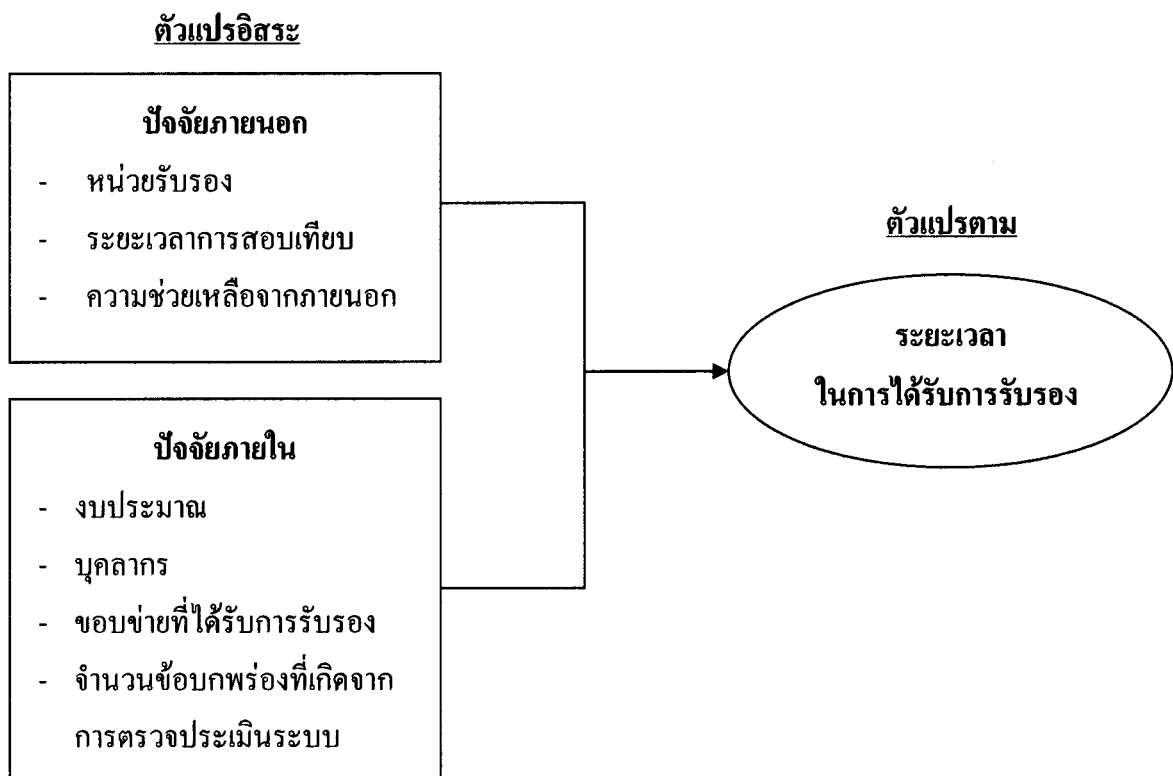 ตัวแปรอิสระ
ปัจจัยภายนอก
- หน่วยรับรอง
- ระยะเวลาการสอบเทียบ
- ความช่วยเหลือจากภายนอก
ปัจจัยภายใน
- งบประมาณ
- บุคลากร
- ขอบข่ายที่ได้รับการรับรอง
- จำนวนข้อบกพร่องที่เกิดจาก
การตรวจประเมินระบบ
ตัวแปรตาม
ระยะเวลา
ในการได้รับการรับรอง